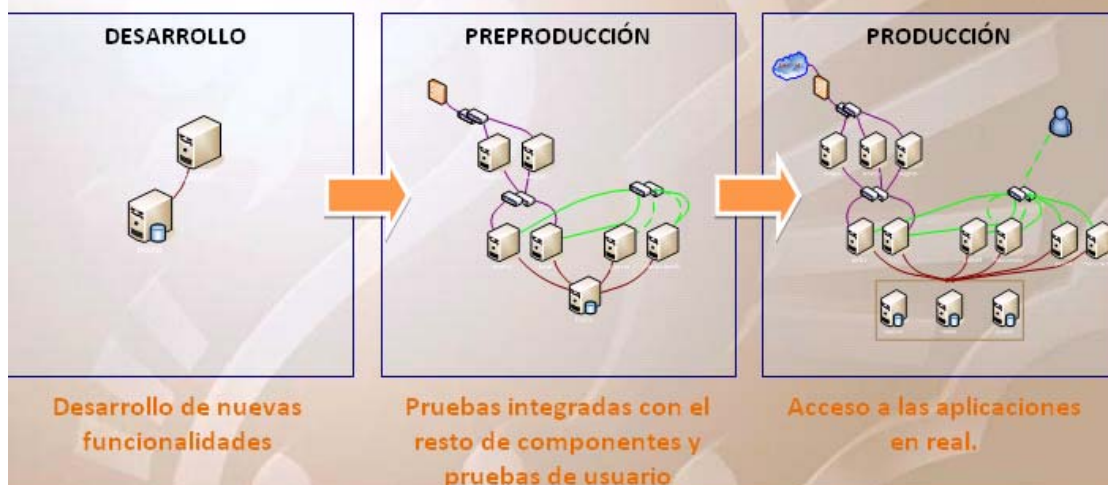 DESARROLLO
PREPRODUCCIÓN
PRODUCCIÓN
Desarrollo de nuevas
funcionalidades
Pruebas integradas con el
resto de componentes y
pruebas de usuario
Acceso a las aplicaciones
en real.